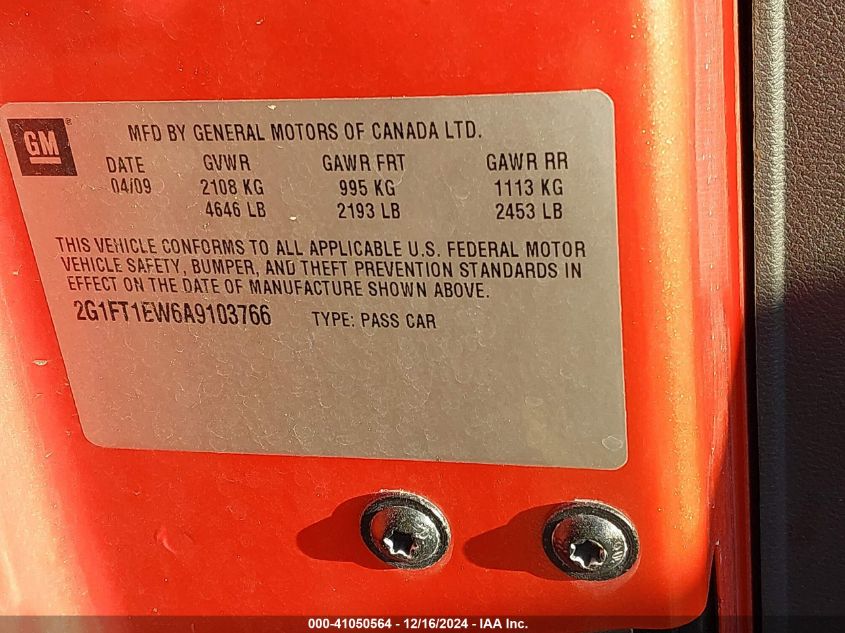 GM®
MFD BY GENERAL MOTORS OF CANADA LTD.
DATE GVWR GAWR FRT GAWR RR
04/09 2108 KG 995 KG 1113 KG
4646 LB 2193 LB 2453 LB
THIS VEHICLE CONFORMS TO ALL APPLICABLE U.S. FEDERAL MOTOR
VEHICLE SAFETY, BUMPER, AND THEFT PREVENTION STANDARDS IN
EFFECT ON THE DATE OF MANUFACTURE SHOWN ABOVE.
2G1FT1EW6A9103766 TYPE: PASS CAR
000-41050564 - 12/16/2024 - IAA Inc.